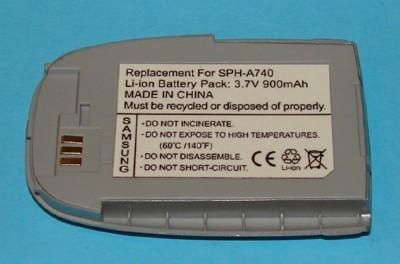 Replacement For SPH-A740
Li-ion Battery Pack: 3.7V 900mAh
MADE IN CHINA
Must be recycled or disposed of properly.
SAMSUNG
- DO NOT INCINERATE.
- DO NOT EXPOSE TO HIGH TEMPERATURE
(60℃/140℉)
- DO NOT DISASSEMBLE.
- DO NOT SHORT CIRCUIT.
Li-ion